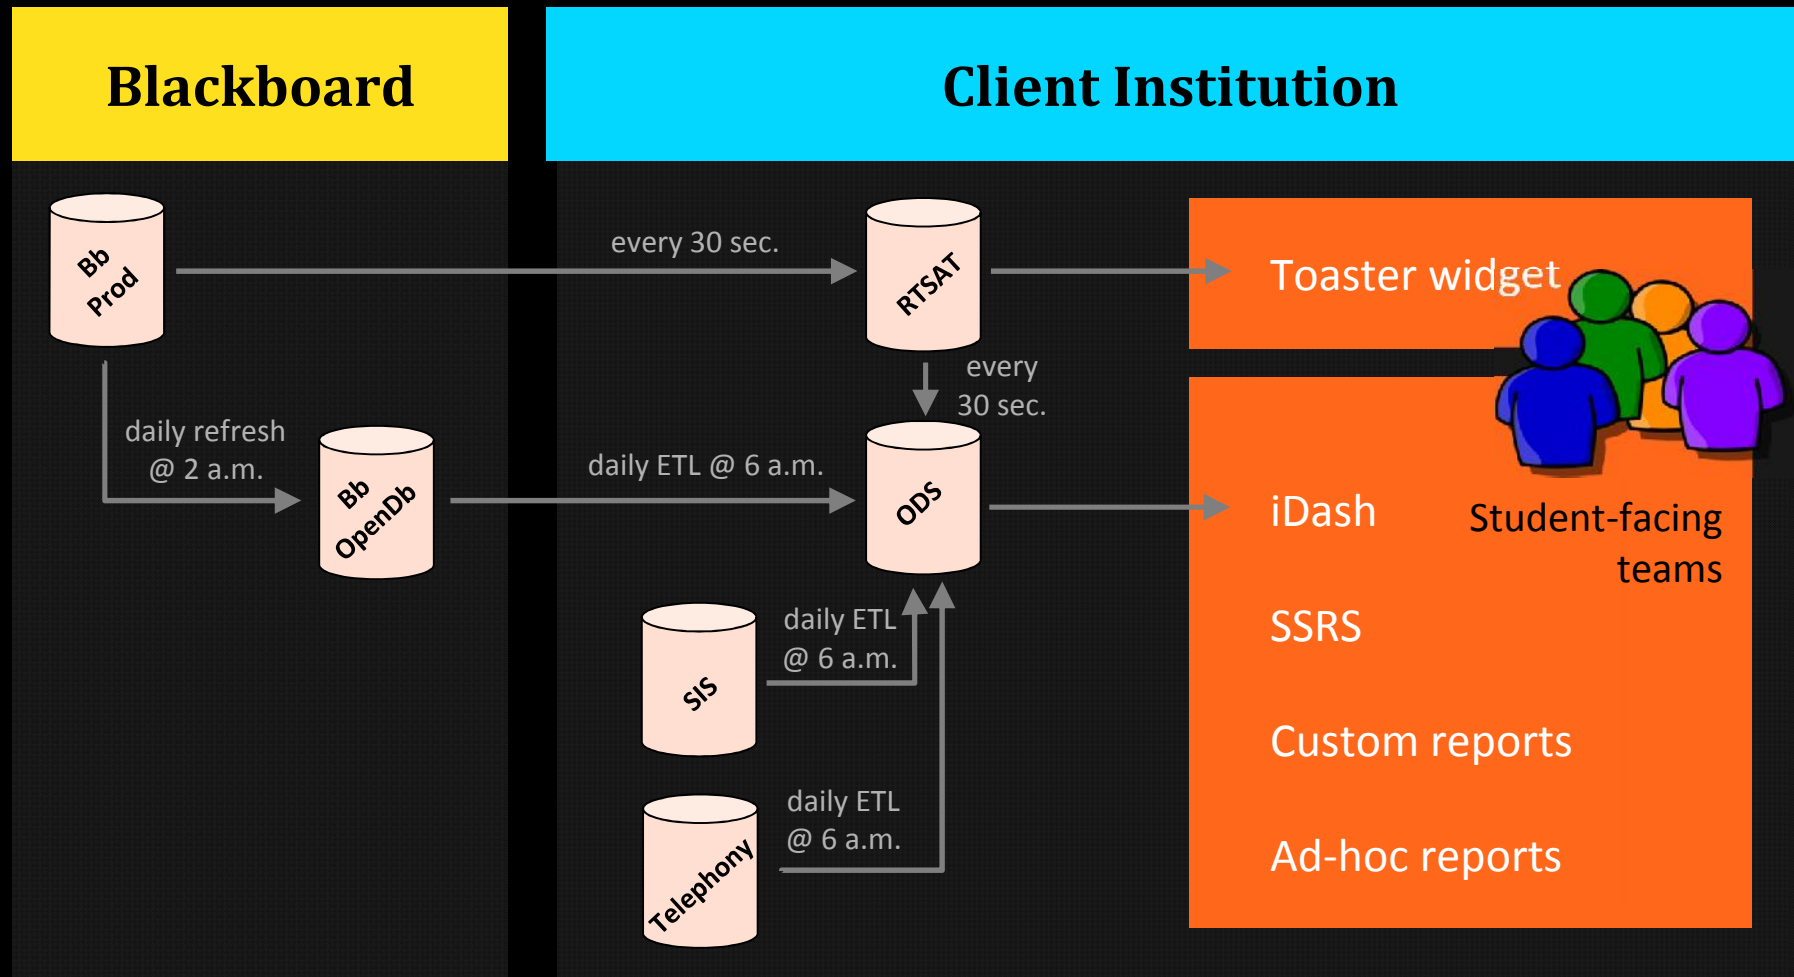 Blackboard
Client Institution
Bb
Prod
every 30 sec.
RTSAT
Toaster widget
every
30 sec.
daily refresh
@ 2 a.m.
Bb
OpenDb
daily ETL @ 6 a.m.
ODS
iDash
Student-facing
teams
SIS
daily ETL
@ 6 a.m.
SSRS
Custom reports
Telephony
daily ETL
@ 6 a.m.
Ad-hoc reports